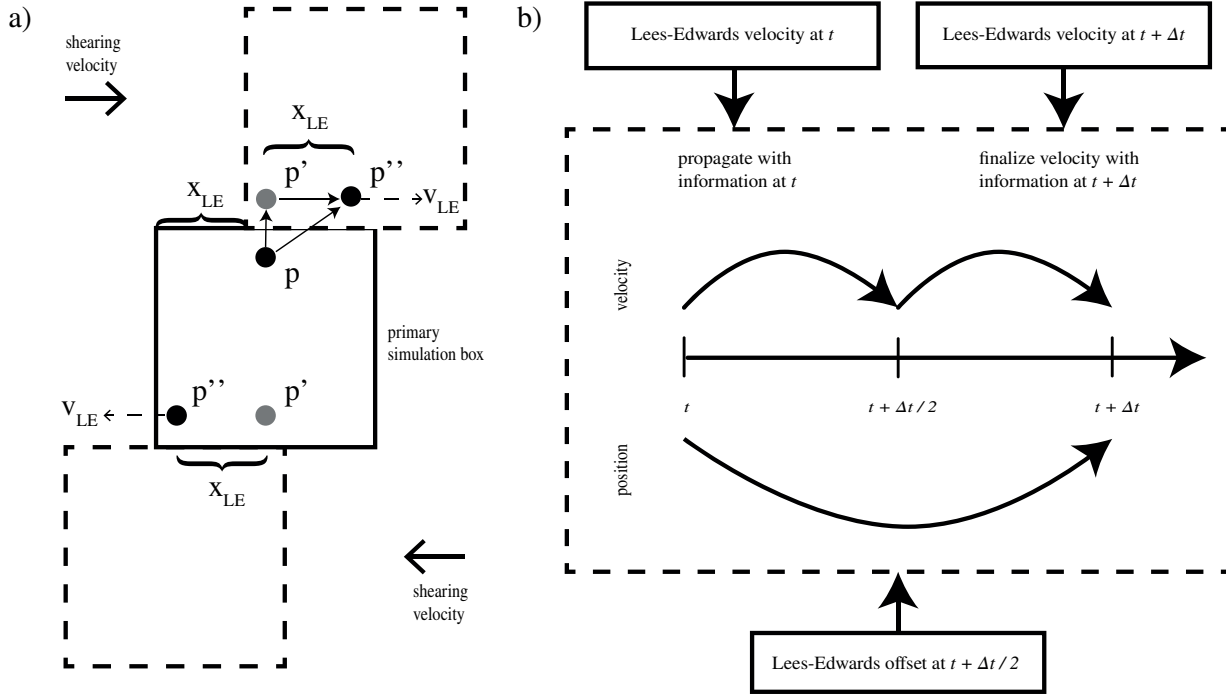 a)
shearing
velocity
x_LE
p'
p''
v_LE
x_LE
p
primary
simulation box
p''
p'
v_LE
x_LE
shearing
velocity
b)
Lees-Edwards velocity at t
Lees-Edwards velocity at t + Δt
propagate with
information at t
finalize velocity with
information at t + Δt
velocity
t
t + Δt / 2
t + Δt
position
Lees-Edwards offset at t + Δt / 2